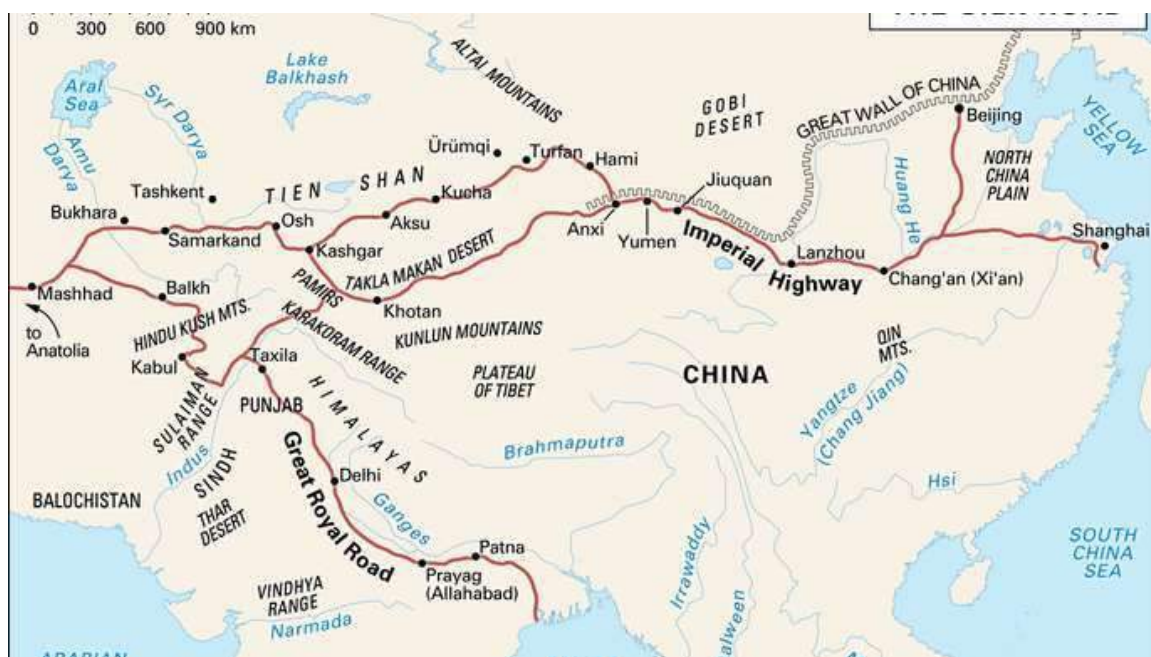 0 300 600 900 km
THE SILK ROAD
Aral
Sea
Syr Darya
Amu
Darya
Lake
Balkhash
ALTAI MOUNTAINS
GOBI
DESERT
GREAT WALL OF CHINA
Beijing
YELLOW
SEA
NORTH
CHINA
PLAIN
Huang He
Ürümqi
Turfan
Hami
Tashkent
TIEN SHAN
Kucha
Jiuquan
Bukhara
Samarkand
Osh
Aksu
Anxi
Yumen
Imperial
Highway
Lanzhou
Shanghai
Kashgar
TAKLA MAKAN DESERT
Chang'an (Xi'an)
Mashhad
Balkh
PAMIRS
Khotan
to
Anatolia
HINDU KUSH MTS.
KARAKORAM RANGE
KUNLUN MOUNTAINS
QIN
MTS.
Kabul
Taxila
PLATEAU
OF TIBET
CHINA
SULAIMAN
RANGE
PUNJAB
HIMALAYAS
Yangtze
(Chang Jiang)
Indus
SINDH
Great Royal Road
Delhi
Brahmaputra
BALOCHISTAN
THAR
DESERT
Ganges
Hsi
Patna
Prayag
(Allahabad)
SOUTH
CHINA
SEA
VINDHYA
RANGE
Narmada
Irrawaddy
alween
ARABIAN